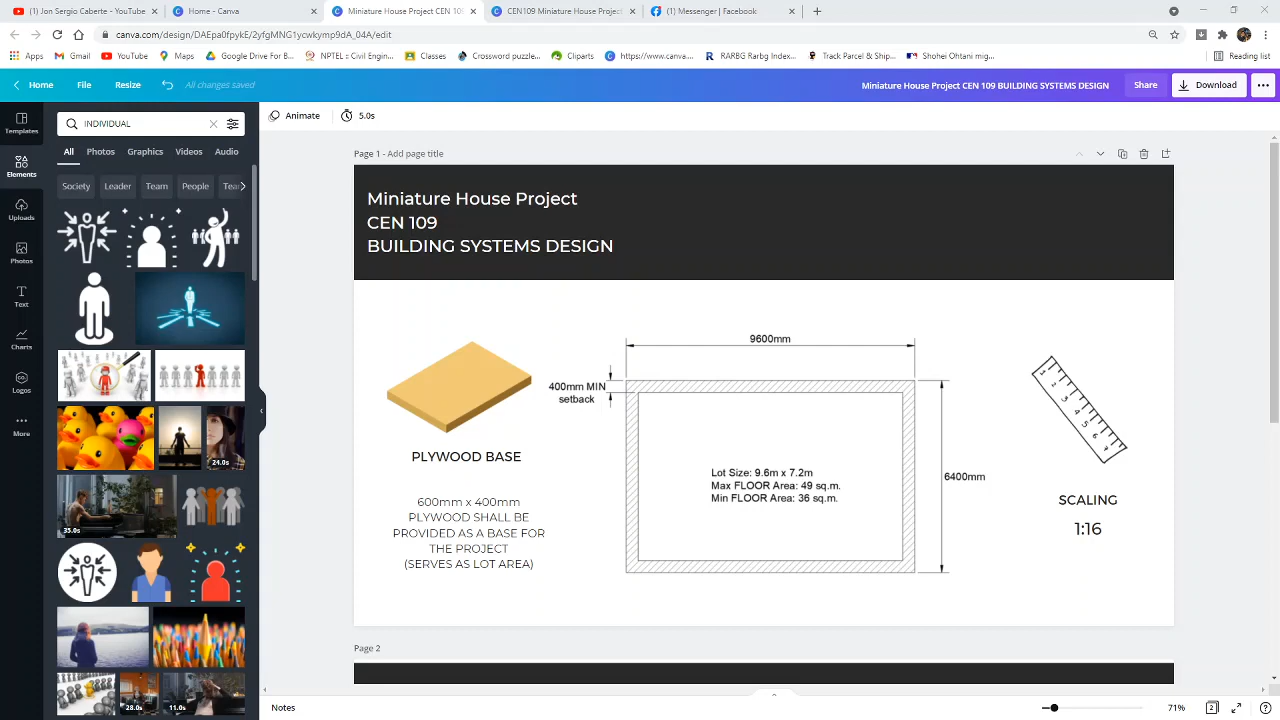 (1) Jon Sergio Caberte - YouTube
Home - Canva
Miniature House Project CEN 109
CEN109 Miniature House Project
(1) Messenger | Facebook
canva.com/design/DAEpa0fpykE/2yfgMNG1ycwkymp9dA_04A/edit
Apps
Gmail
YouTube
Maps
Google Drive For B...
NPTEL :: Civil Engin...
Classes
Crossword puzzle...
Cliparts
https://www.canva...
RARBG Rarbg Index...
Track Parcel & Ship...
Shohei Ohtani mig...
Reading list
Home
File
Resize
All changes saved
Miniature House Project CEN 109 BUILDING SYSTEMS DESIGN
Share
Download
Templates
Elements
Uploads
Photos
Text
Charts
Logos
More
INDIVIDUAL
All
Photos
Graphics
Videos
Audio
Society
Leader
Team
People
24.0s
35.0s
28.0s
11.0s
Animate
5.0s
Page 1 - Add page title
Miniature House Project
CEN 109
BUILDING SYSTEMS DESIGN
PLYWOOD BASE
600mm x 400mm
PLYWOOD SHALL BE
PROVIDED AS A BASE FOR
THE PROJECT
(SERVES AS LOT AREA)
9600mm
400mm MIN
setback
Lot Size: 9.6m x 7.2m
Max FLOOR Area: 49 sq.m.
Min FLOOR Area: 36 sq.m.
6400mm
SCALING
1:16
Page 2
Notes
71%
2